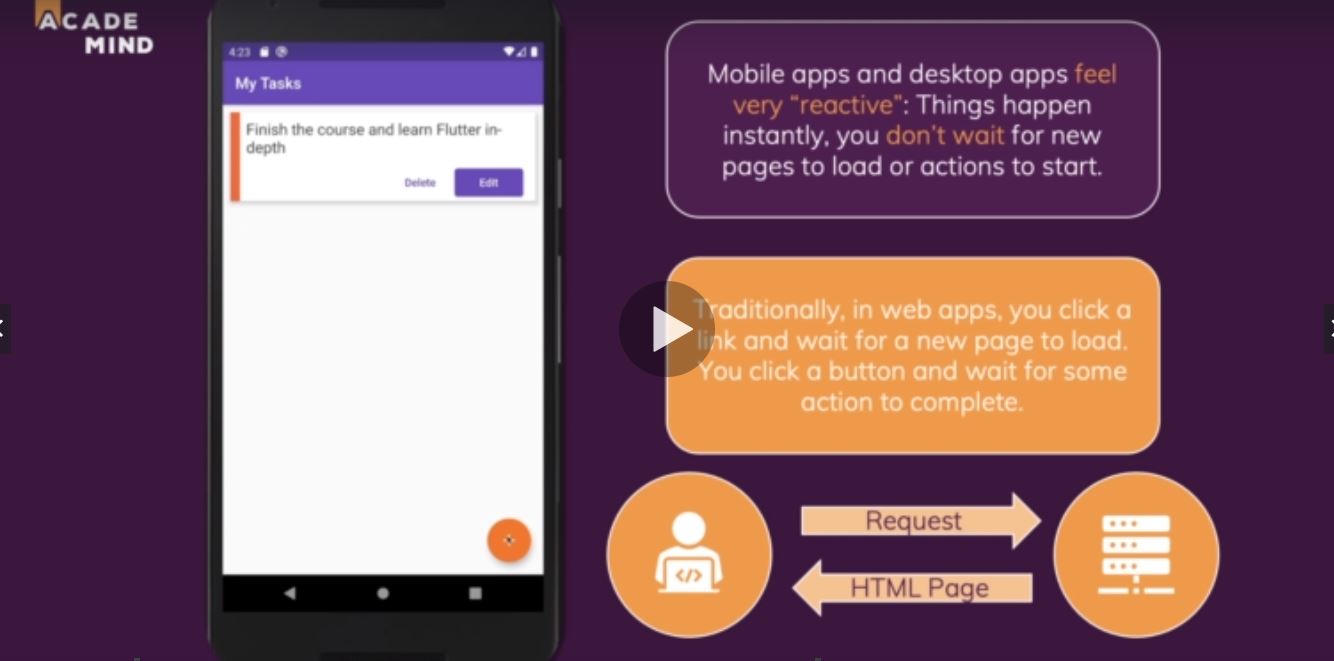 ACADE
MIND
4:23
My Tasks
Finish the course and learn Flutter in-
depth
Delete
Edit
Mobile apps and desktop apps feel
very “reactive”: Things happen
instantly, you don’t wait for new
pages to load or actions to start.
Traditionally, in web apps, you click a
link and wait for a new page to load.
You click a button and wait for some
action to complete.
</>
Request
HTML Page